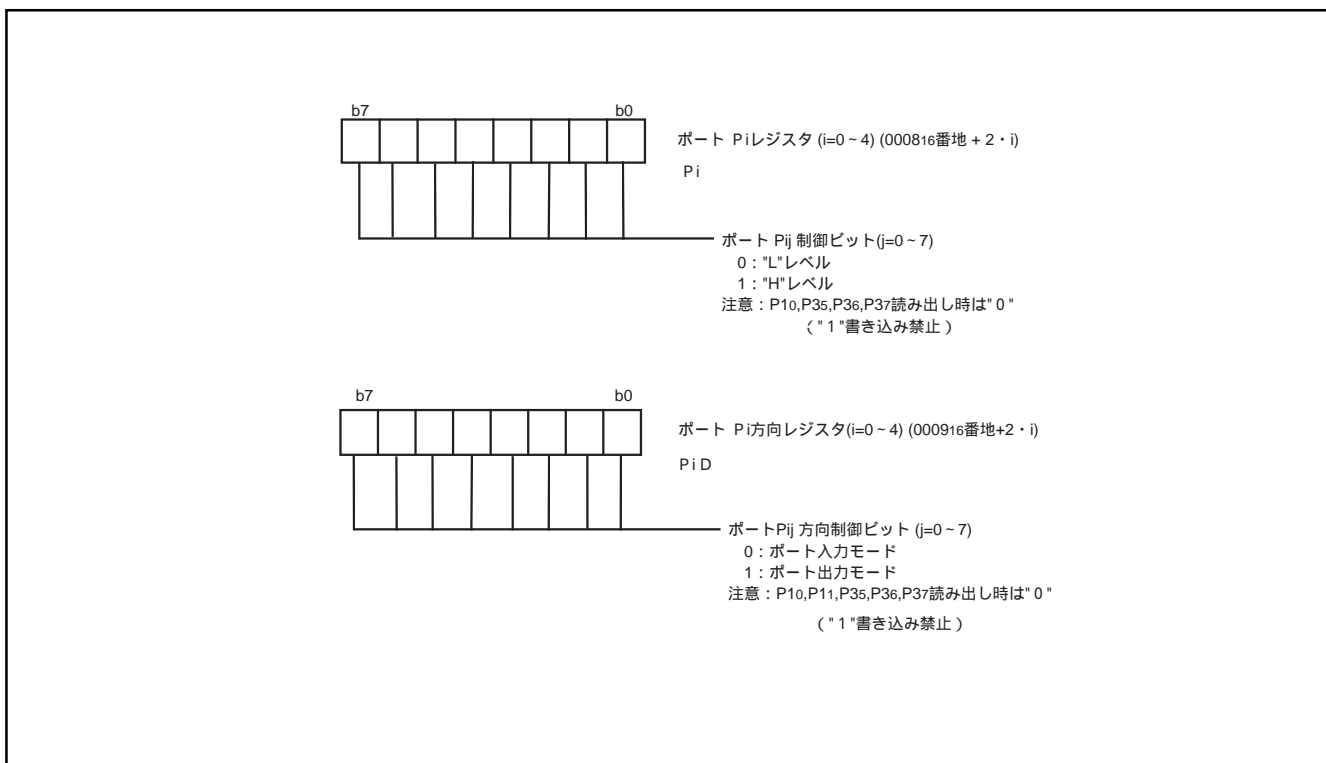 b7 b0
ポート Piレジスタ (i=0 ~ 4) (000816番地 + 2・i)
Pi
ポート Pij 制御ビット(j=0 ~ 7)
0："L"レベル
1："H"レベル
注意：P10,P35,P36,P37読み出し時は" 0 "
（" 1 "書き込み禁止）
b7 b0
ポート Pi方向レジスタ(i=0 ~ 4) (000916番地+2・i)
PiD
ポートPij 方向制御ビット (j=0 ~ 7)
0：ポート入力モード
1：ポート出力モード
注意：P10,P11,P35,P36,P37読み出し時は" 0 "
（" 1 "書き込み禁止）